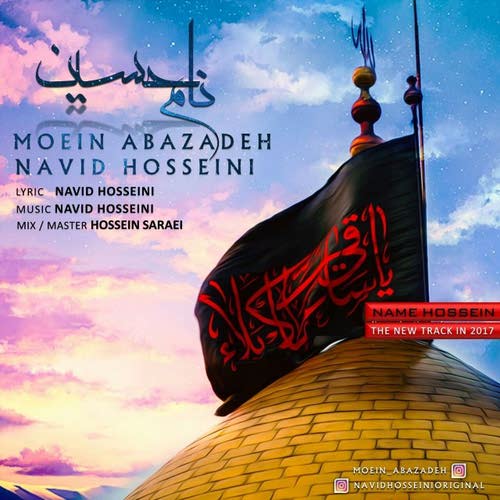 نام حسین
MOEIN ABAZADEH
NAVID HOSSEINI
LYRIC NAVID HOSSEINI
MUSIC NAVID HOSSEINI
MIX / MASTER HOSSEIN SARAEI
یا ساقی
کربلاء
NAME HOSSEIN
THE NEW TRACK IN 2017
MOEIN_ABAZADEH
NAVIDHOSSEINIORIGINAL